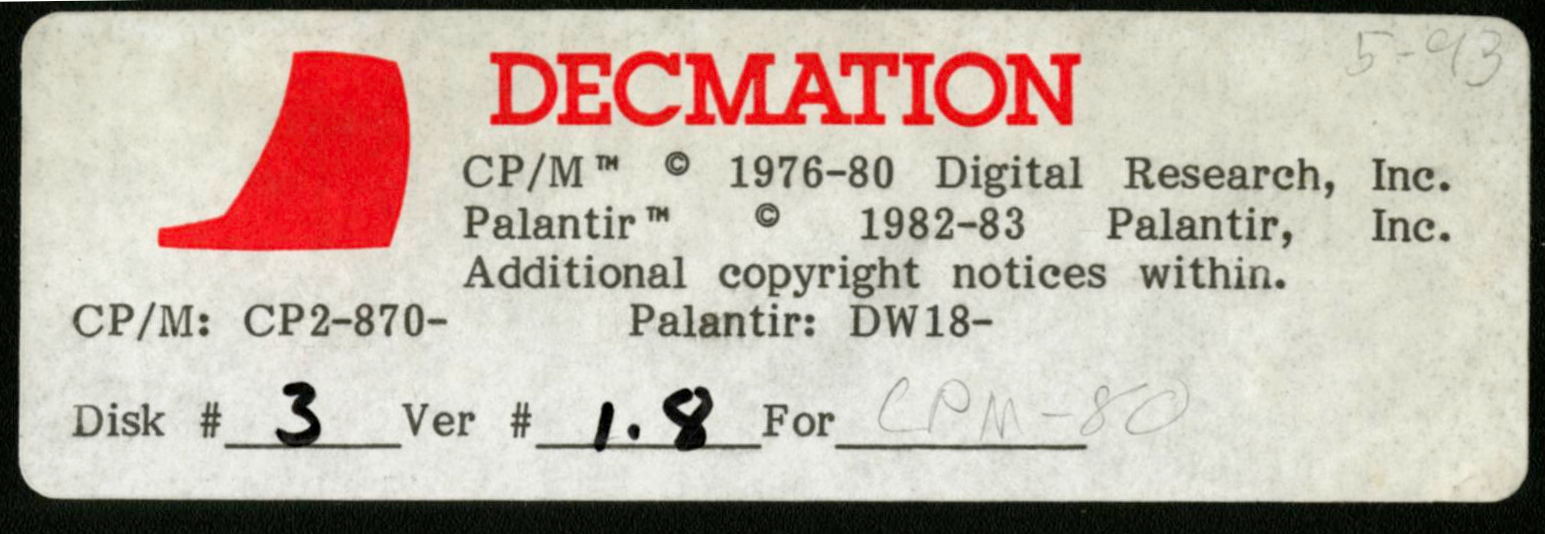 5-93
DECMATION
CP/M™ © 1976-80 Digital Research, Inc.
Palantir™ © 1982-83 Palantir, Inc.
Additional copyright notices within.
CP/M: CP2-870- Palantir: DW18-
Disk # 3 Ver # 1.8 For CPM-80